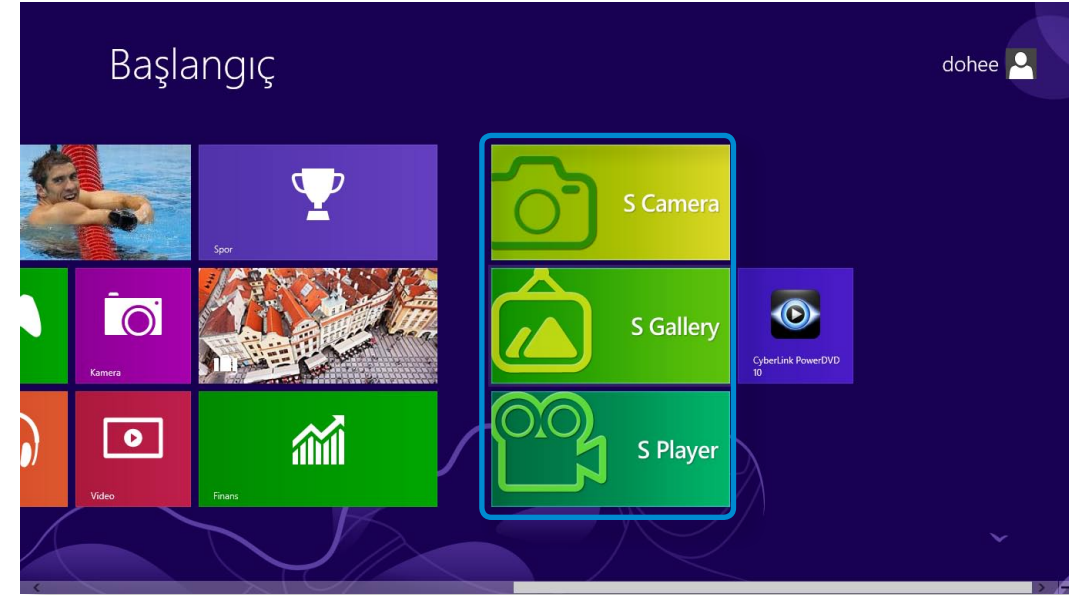 Başlangıç
dohee
Spor
S Camera
Kamera
S Gallery
CyberLink PowerDVD
10
Video
Finans
S Player